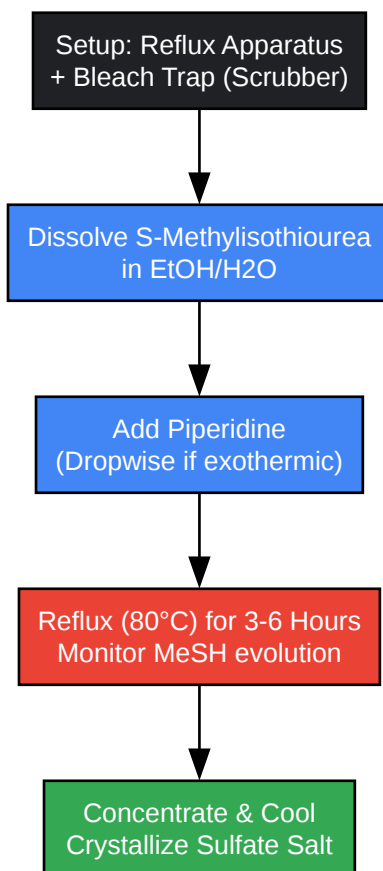 Setup: Reflux Apparatus
+ Bleach Trap (Scrubber)
Dissolve S-Methylisothiourea
in EtOH/H2O
Add Piperidine
(Dropwise if exothermic)
Reflux (80°C) for 3-6 Hours
Monitor MeSH evolution
Concentrate & Cool
Crystallize Sulfate Salt